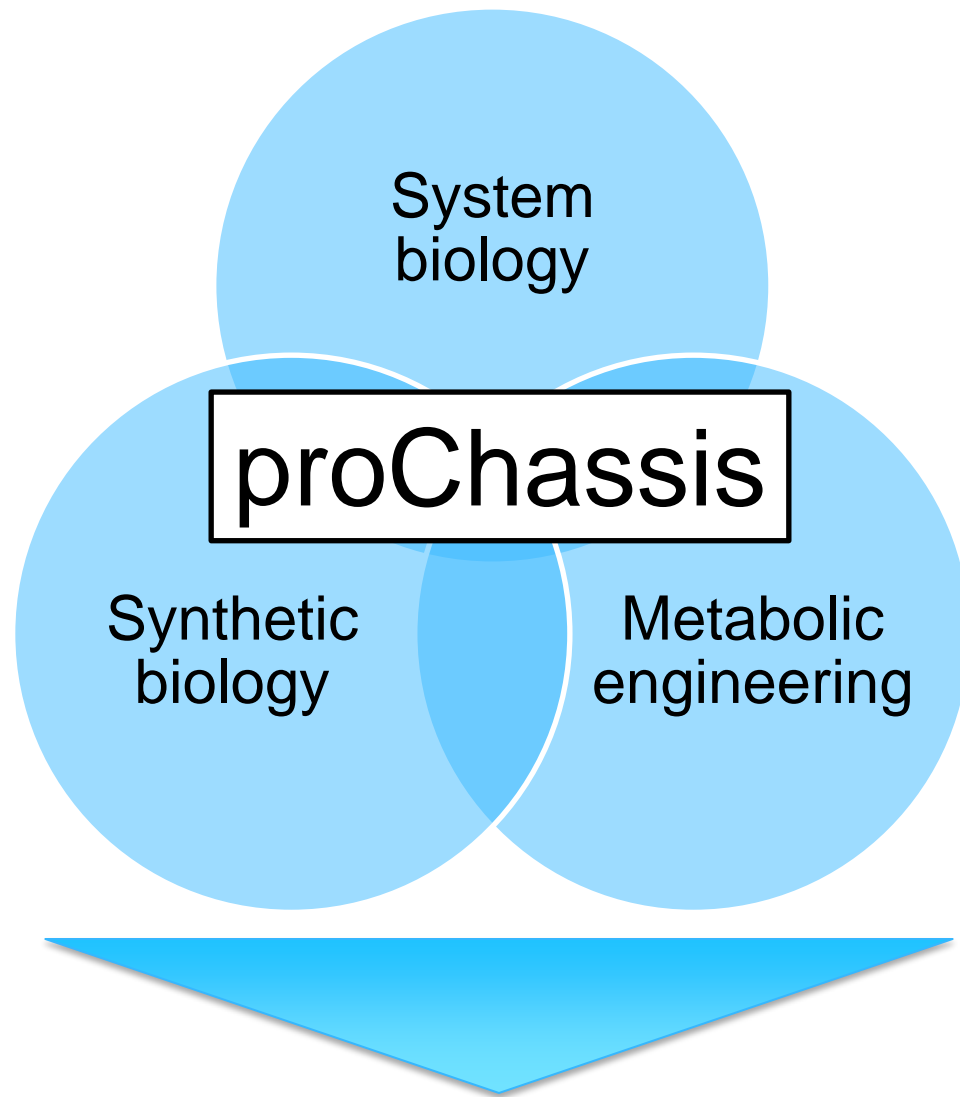 System
biology
proChassis
Synthetic
biology
Metabolic
engineering